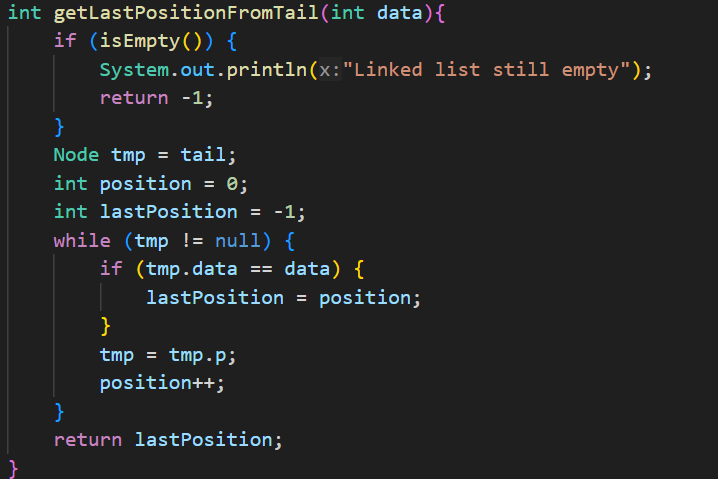 int getLastPositionFromTail(int data){
    if (isEmpty()) {
        System.out.println(x:"Linked list still empty");
        return -1;
    }
    Node tmp = tail;
    int position = 0;
    int lastPosition = -1;
    while (tmp != null) {
        if (tmp.data == data) {
            lastPosition = position;
        }
        tmp = tmp.p;
        position++;
    }
    return lastPosition;
}